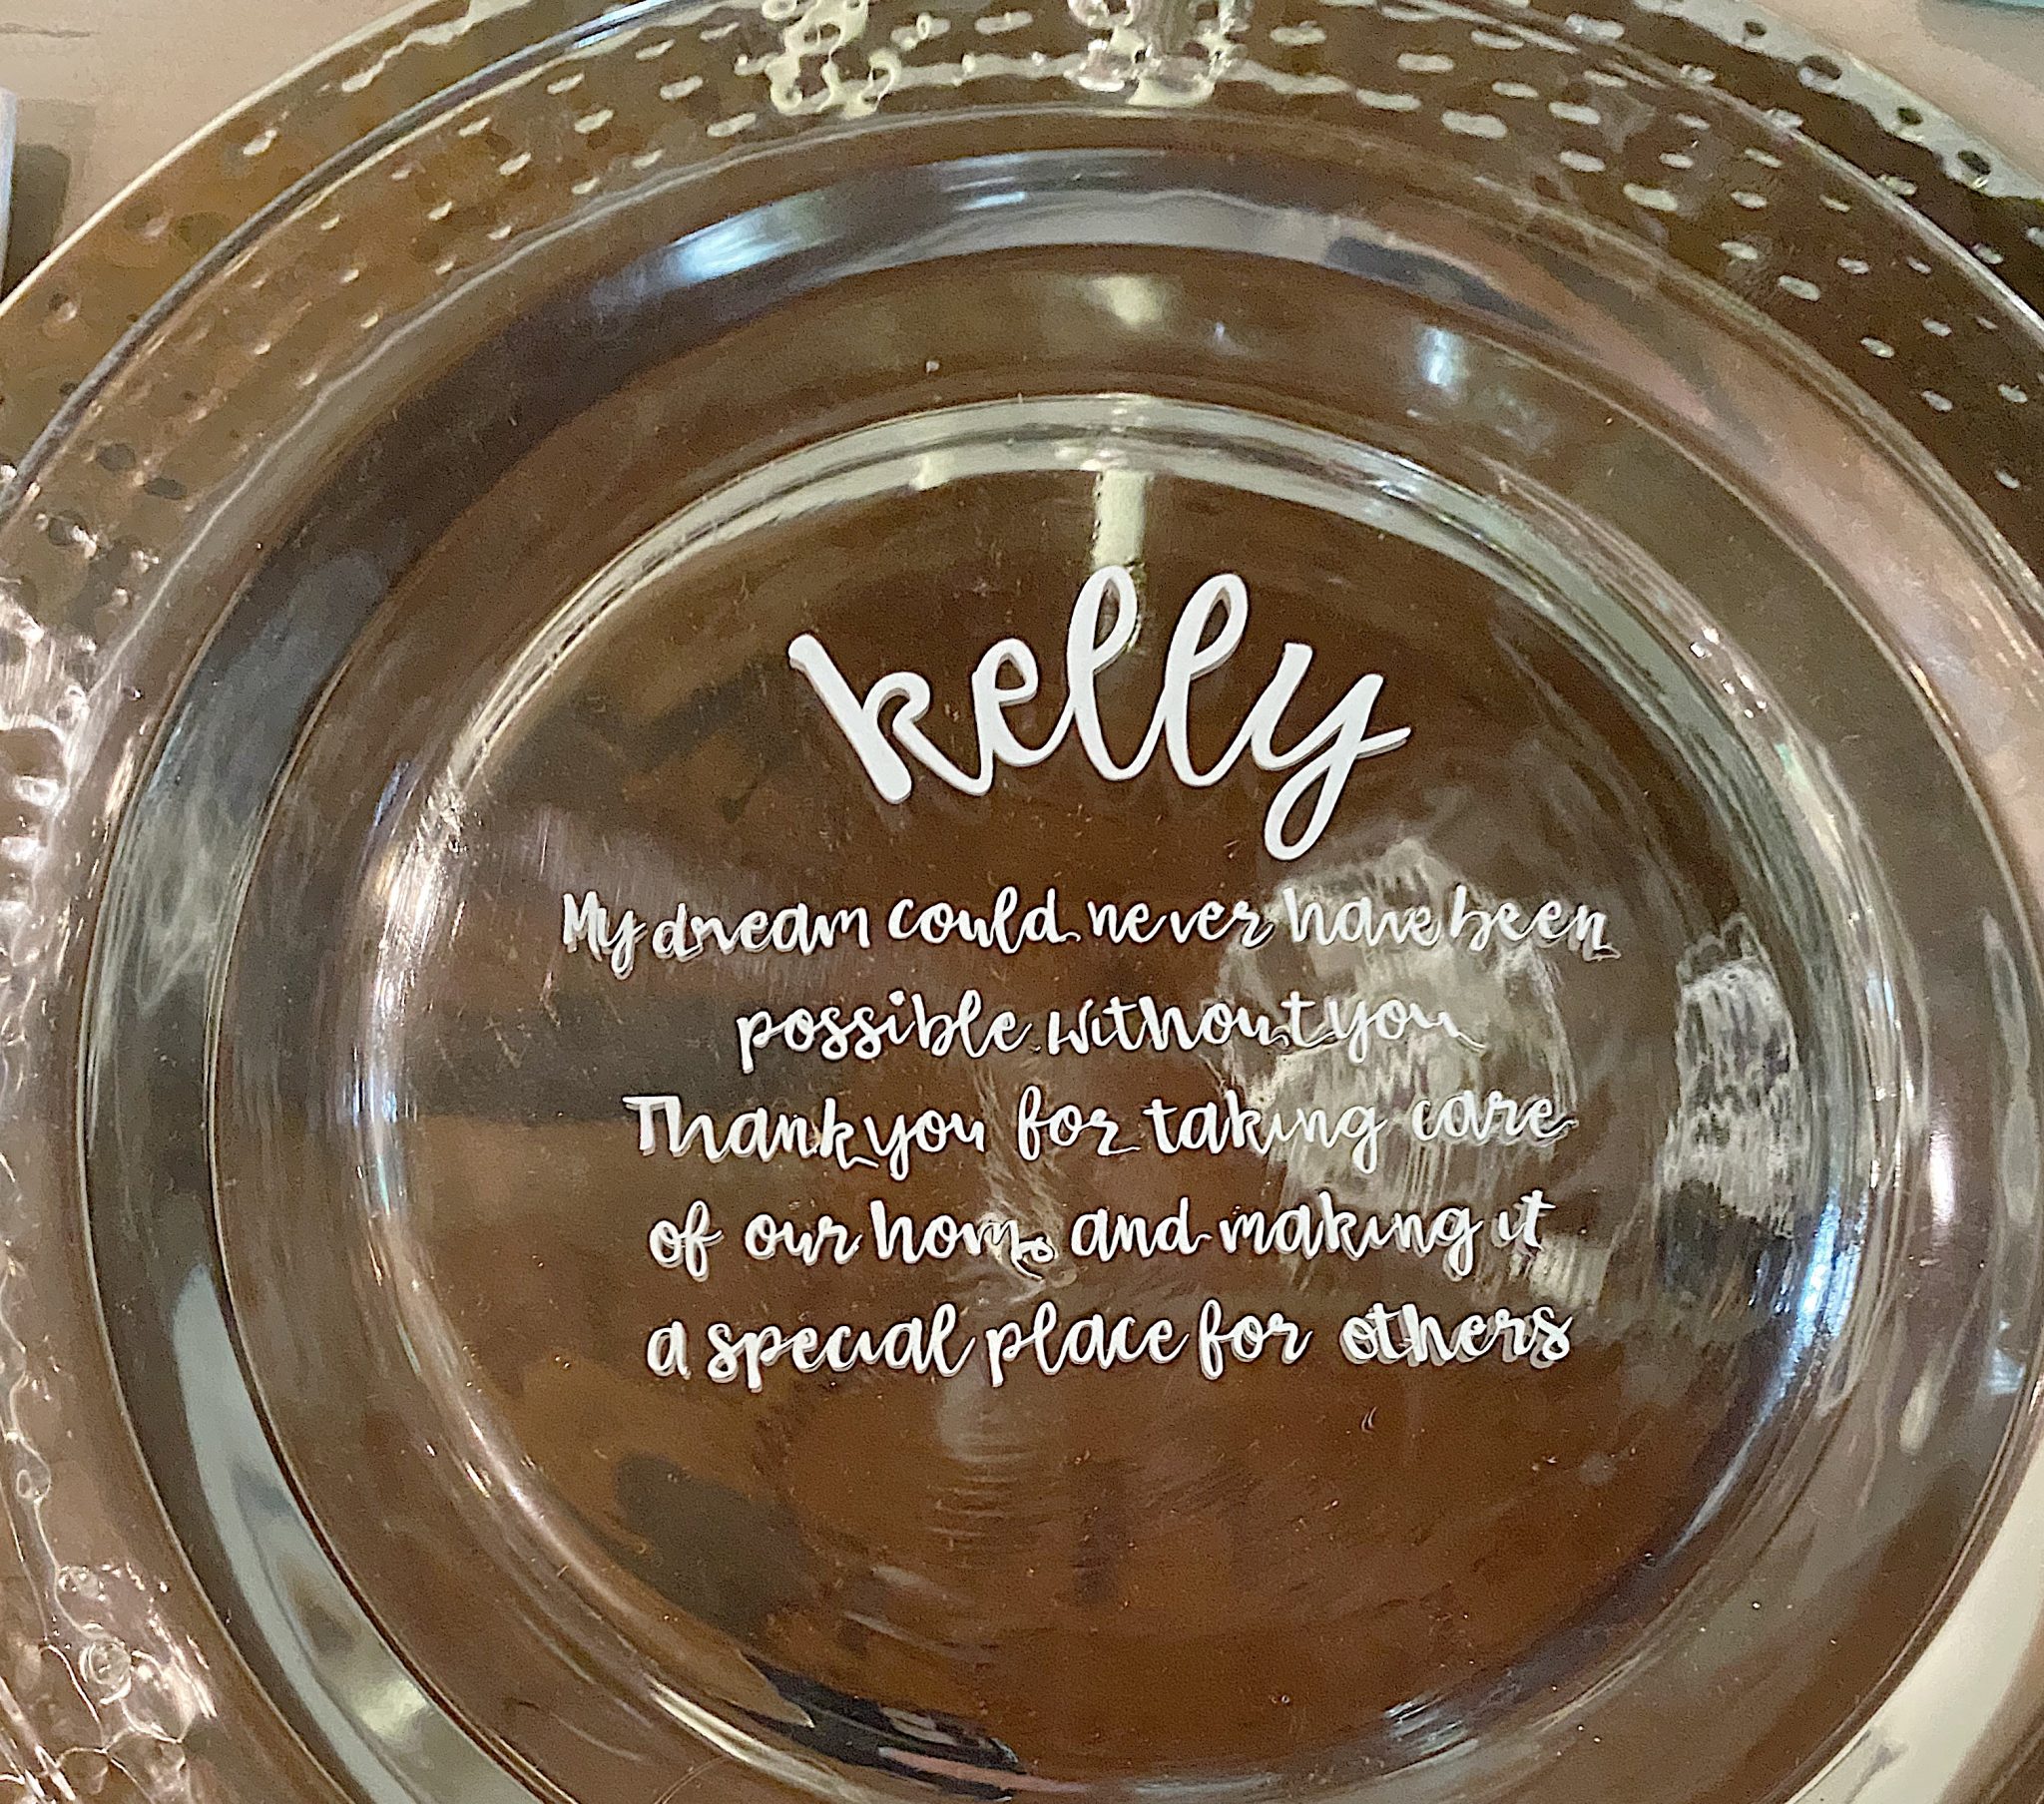 kelly
My dream could never have been
possible without you
Thank you for taking care
of our home and making it
a special place for others